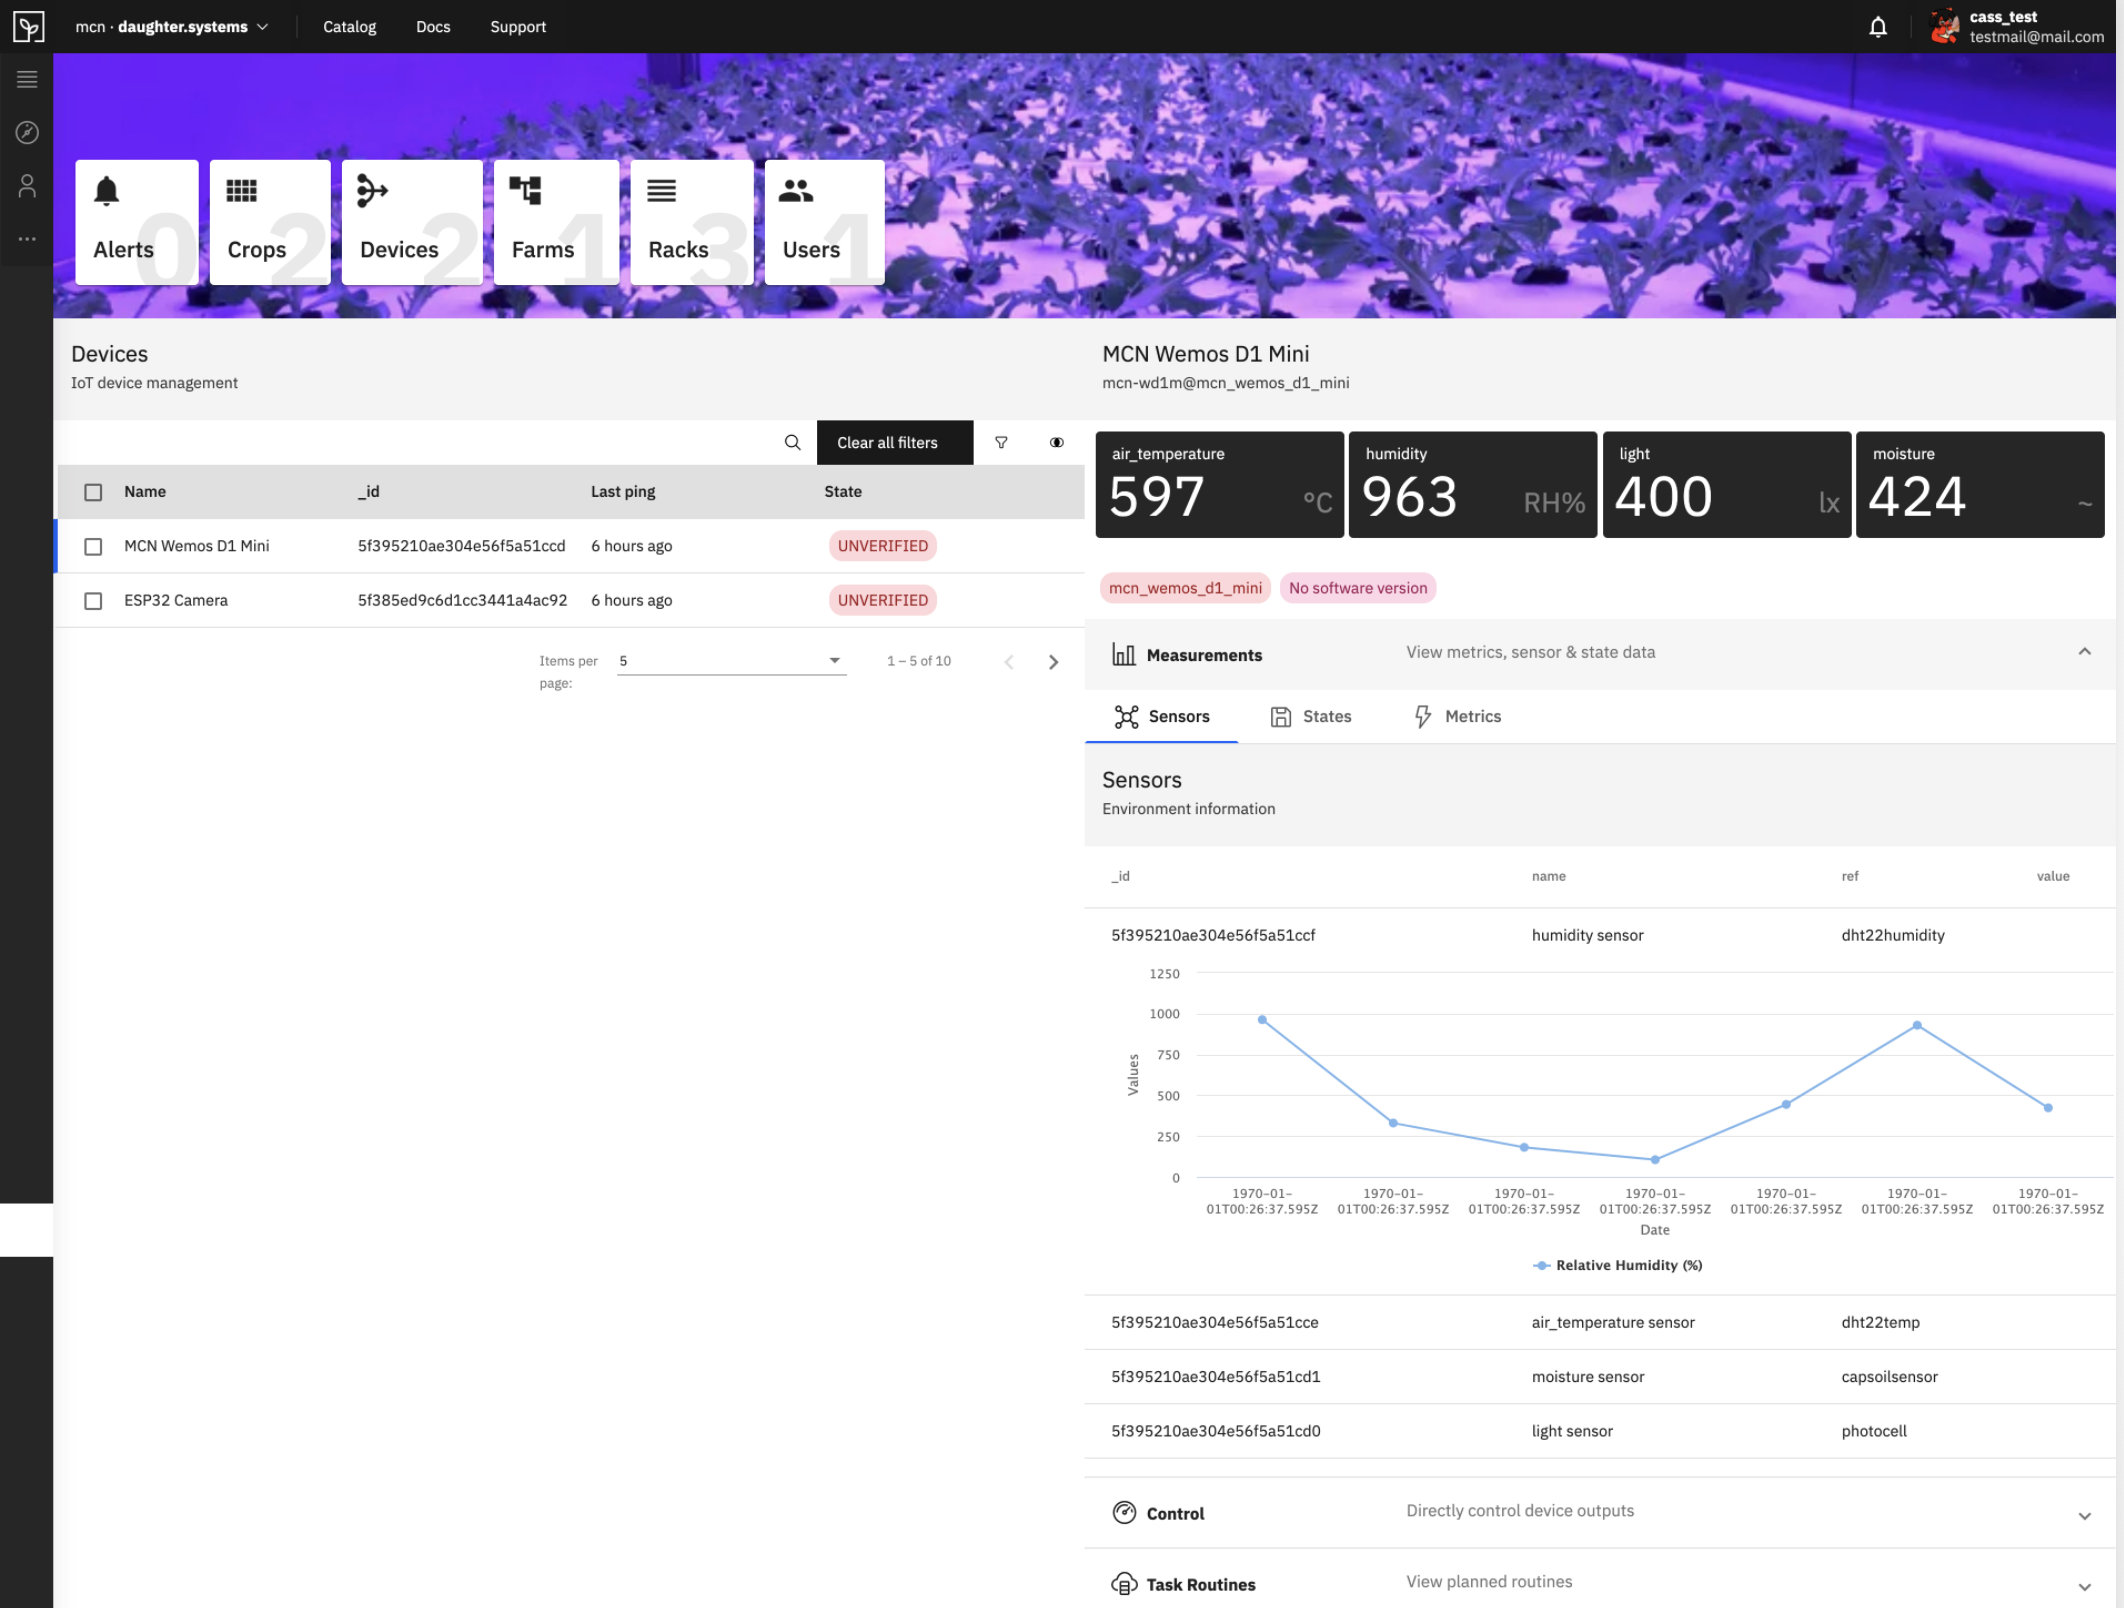 mcn · daughter.systems
Catalog
Docs
Support
cass_test
testmail@mail.com
0
Alerts
2
Crops
2
Devices
1
Farms
3
Racks
1
Users
Devices
IoT device management
Clear all filters
Name _id Last ping State
MCN Wemos D1 Mini 5f395210ae304e56f5a51ccd 6 hours ago UNVERIFIED
ESP32 Camera 5f385ed9c6d1cc3441a4ac92 6 hours ago UNVERIFIED
Items per
page:
5
1 – 5 of 10
MCN Wemos D1 Mini
mcn-wd1m@mcn_wemos_d1_mini
air_temperature
597 °C
humidity
963 RH%
light
400 lx
moisture
424 ~
mcn_wemos_d1_mini
No software version
Measurements
View metrics, sensor & state data
Sensors
States
Metrics
Sensors
Environment information
_id name ref value
5f395210ae304e56f5a51ccf humidity sensor dht22humidity
1250
1000
750
500
250
0
Values
1970-01-
01T00:26:37.595Z
1970-01-
01T00:26:37.595Z
1970-01-
01T00:26:37.595Z
1970-01-
01T00:26:37.595Z
1970-01-
01T00:26:37.595Z
1970-01-
01T00:26:37.595Z
1970-01-
01T00:26:37.595Z
Date
Relative Humidity (%)
5f395210ae304e56f5a51cce air_temperature sensor dht22temp
5f395210ae304e56f5a51cd1 moisture sensor capsoilsensor
5f395210ae304e56f5a51cd0 light sensor photocell
Control
Directly control device outputs
Task Routines
View planned routines